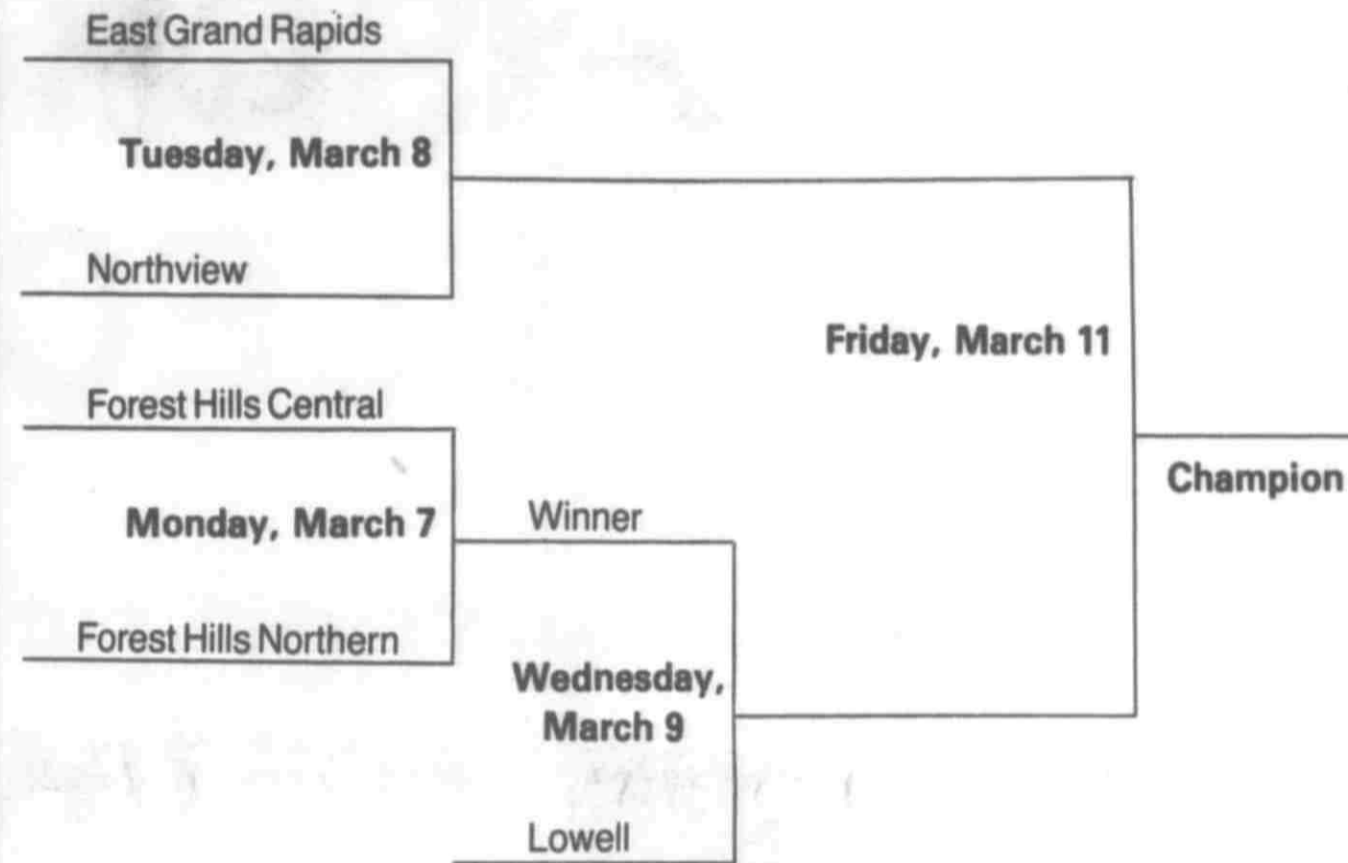 East Grand Rapids
Tuesday, March 8
Northview
Friday, March 11
Forest Hills Central
Champion
Monday, March 7
Winner
Forest Hills Northern
Wednesday,
March 9
Lowell